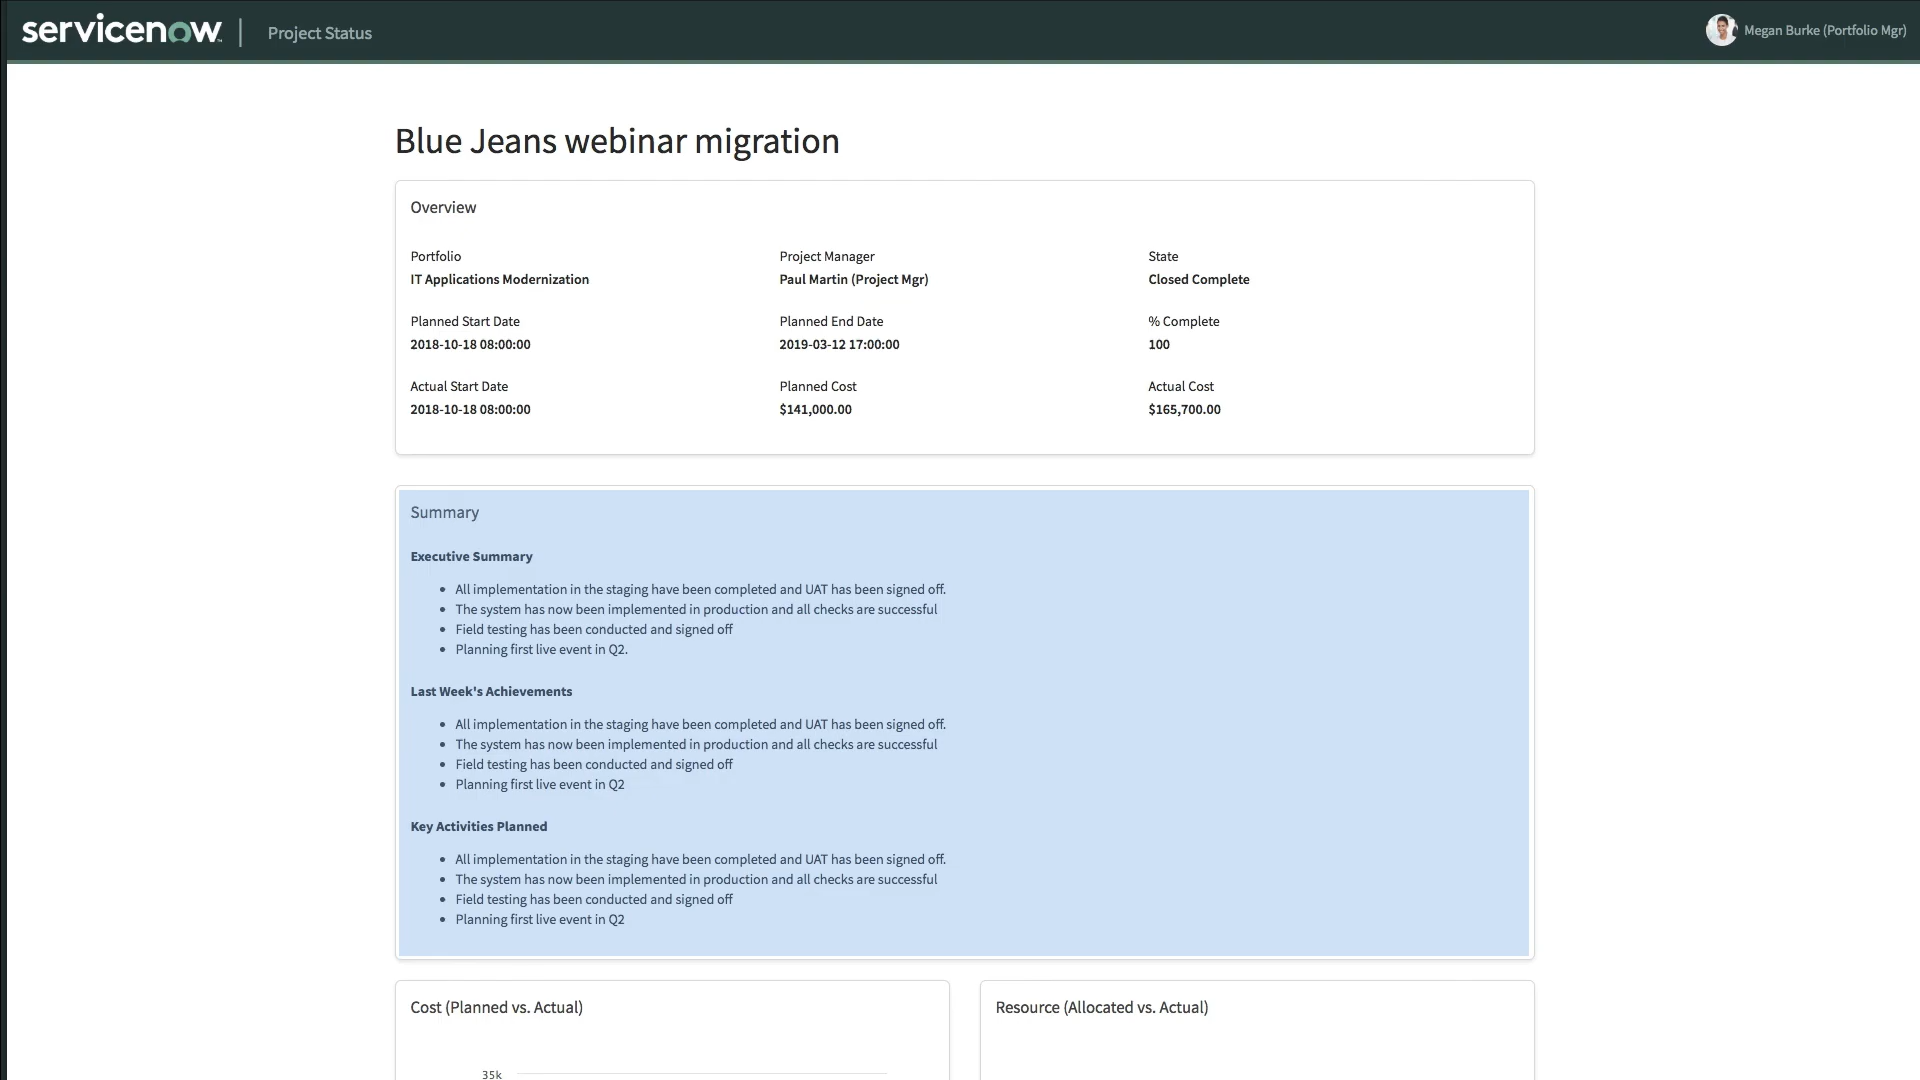 servicenow
Project Status
Megan Burke (Portfolio Mgr)
Blue Jeans webinar migration
Overview
Portfolio
IT Applications Modernization
Project Manager
Paul Martin (Project Mgr)
State
Closed Complete
Planned Start Date
2018-10-18 08:00:00
Planned End Date
2019-03-12 17:00:00
% Complete
100
Actual Start Date
2018-10-18 08:00:00
Planned Cost
$141,000.00
Actual Cost
$165,700.00
Summary
Executive Summary
• All implementation in the staging have been completed and UAT has been signed off.
• The system has now been implemented in production and all checks are successful
• Field testing has been conducted and signed off
• Planning first live event in Q2.
Last Week's Achievements
• All implementation in the staging have been completed and UAT has been signed off.
• The system has now been implemented in production and all checks are successful
• Field testing has been conducted and signed off
• Planning first live event in Q2
Key Activities Planned
• All implementation in the staging have been completed and UAT has been signed off.
• The system has now been implemented in production and all checks are successful
• Field testing has been conducted and signed off
• Planning first live event in Q2
Cost (Planned vs. Actual)
35k
Resource (Allocated vs. Actual)